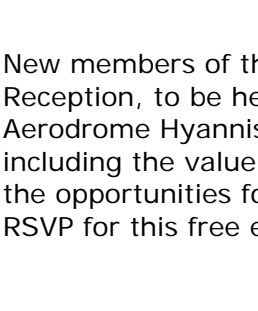 New members of th
Reception, to be he
Aerodrome Hyannis
including the value
the opportunities fo
RSVP for this free e